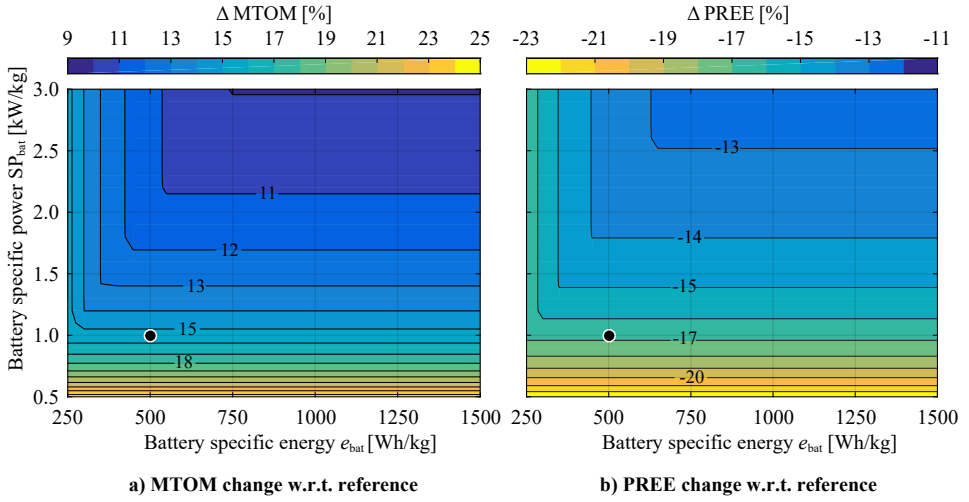 Δ MTOM [%]
9 11 12 13 15 17 18 19 21 23 25
Δ PREE [%]
-23 -21 -19 -17 -15 -13 -11
Battery specific power SPbat [kW/kg]
3.0
2.5
2.0
1.5
1.0
0.5
11
12
13
15
18
-13
-14
-15
-17
-20
250 500 750 1000 1250 1500
250 500 750 1000 1250 1500
Battery specific energy ebat [Wh/kg]
Battery specific energy ebat [Wh/kg]
a) MTOM change w.r.t. reference
b) PREE change w.r.t. reference